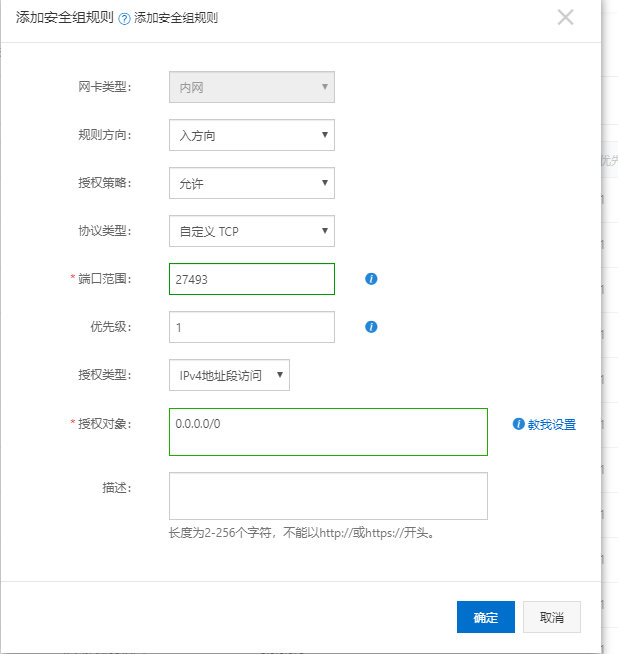 添加安全组规则 ? 添加安全组规则
网卡类型： 内网
规则方向： 入方向
授权策略： 允许
协议类型： 自定义 TCP
* 端口范围： 27493
优先级： 1
授权类型： IPv4地址段访问
* 授权对象： 0.0.0.0/0 教我设置
描述：
长度为2-256个字符，不能以http://或https://开头。
确定 取消